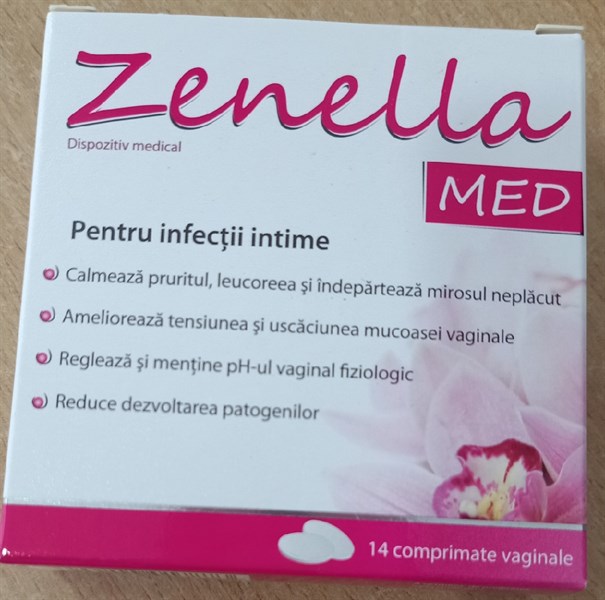 Zenella
Dispozitiv medical
MED
Pentru infecții intime
Calmează pruritul, leucoreea și îndepărtează mirosul neplăcut
Ameliorează tensiunea și uscăciunea mucoasei vaginale
Reglează și menține pH-ul vaginal fiziologic
Reduce dezvoltarea patogenilor
14 comprimate vaginale